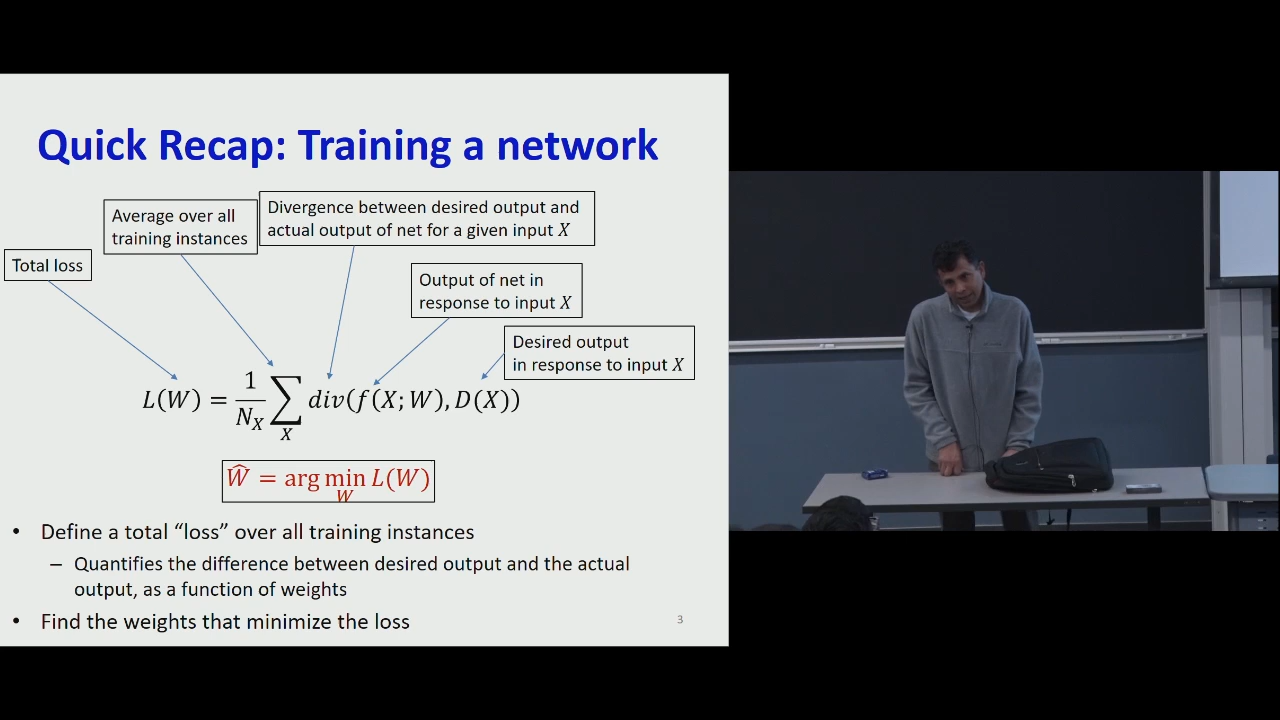 Quick Recap: Training a network
Average over all
training instances
Divergence between desired output and
actual output of net for a given input X
Total loss
Output of net in
response to input X
Desired output
in response to input X
L(W) = \frac{1}{N_X} \sum_X div(f(X; W), D(X))
\hat{W} = arg min_W L(W)
• Define a total “loss” over all training instances
– Quantifies the difference between desired output and the actual
output, as a function of weights
• Find the weights that minimize the loss
3